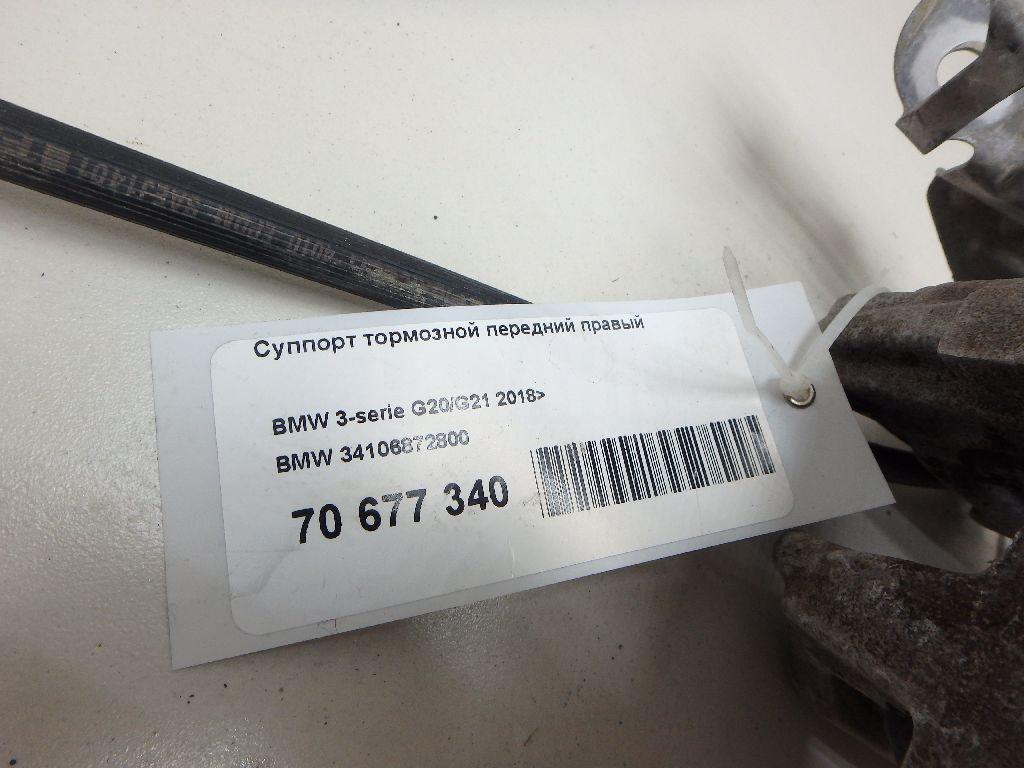 Суппорт тормозной передний правый
BMW 3-serie G20/G21 2018>
BMW 34106872800
70 677 340